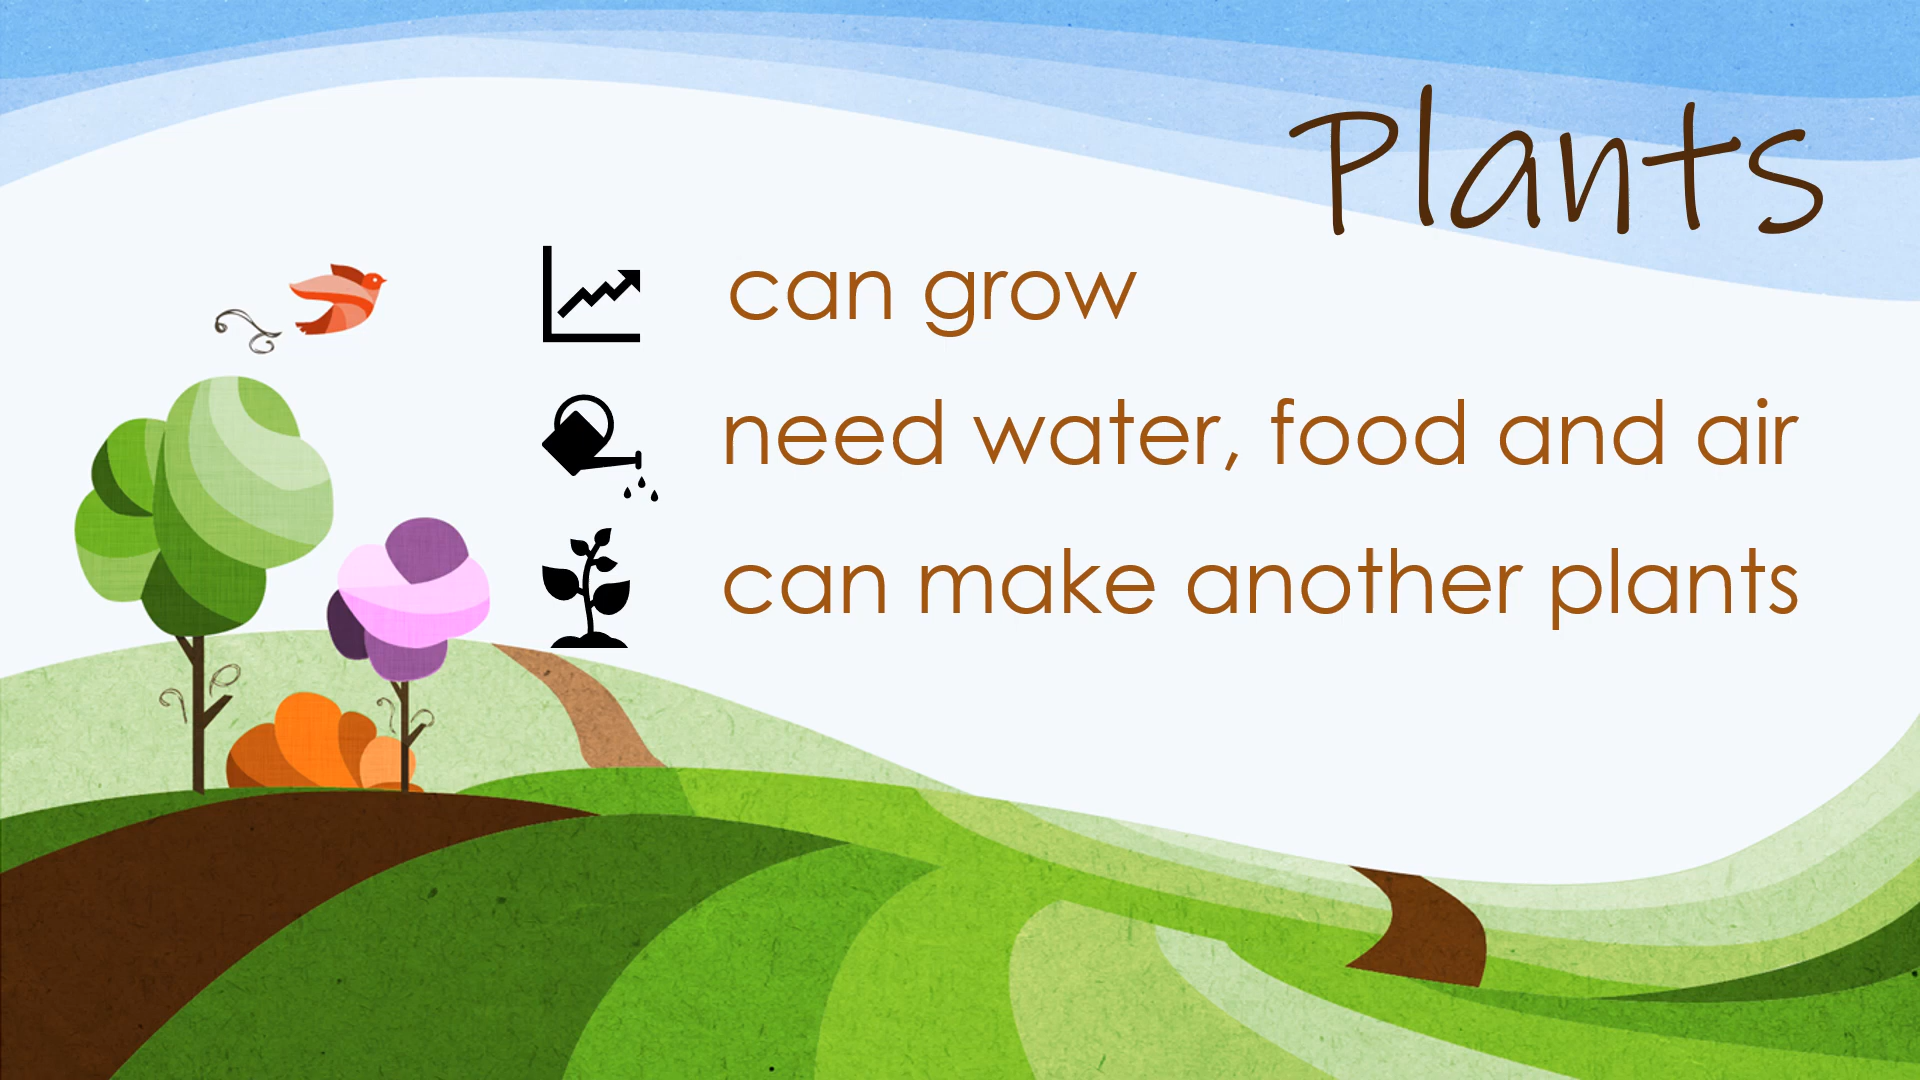 Plants
can grow
need water, food and air
can make another plants